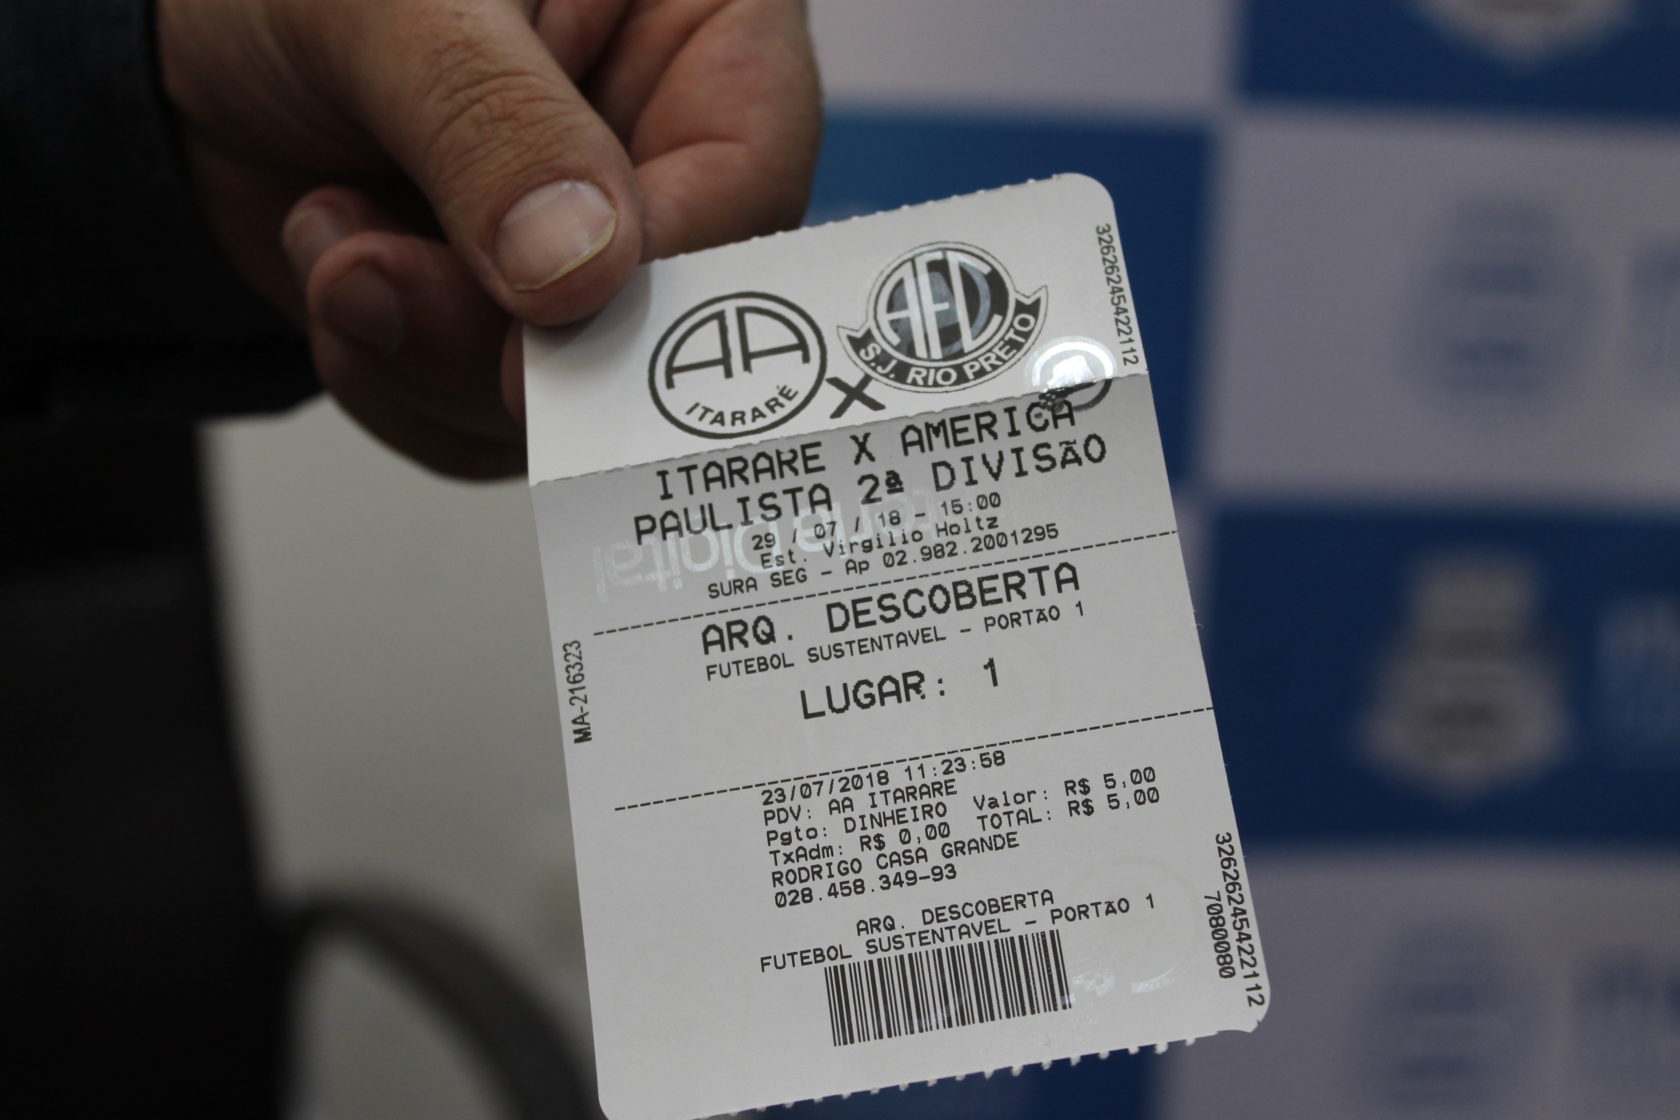 AA
ITARARÉ
X
AFC
S.J. RIO PRETO
32626245422112
ITARARE X AMERICA
PAULISTA 2ª DIVISÃO
29 / 07 / 18 - 15:00
Est. Virgilio Holtz
SURA SEG - Ap 02.982.2001295
ARQ. DESCOBERTA
FUTEBOL SUSTENTAVEL - PORTÃO 1
LUGAR: 1
MA-216323
23/07/2018 11:23:58
PDV: AA ITARARE
Pgto: DINHEIRO Valor: R$ 5,00
TxAdm: R$ 0,00 TOTAL: R$ 5,00
RODRIGO CASA GRANDE
028.458.349-93
ARQ. DESCOBERTA
FUTEBOL SUSTENTAVEL - PORTÃO 1
32626245422112
7080080